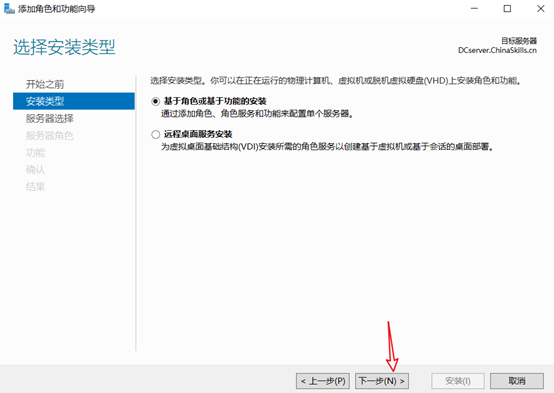 添加角色和功能向导
选择安装类型
目标服务器
DCserver.ChinaSkills.cn
开始之前
安装类型
服务器选择
服务器角色
功能
确认
结果
选择安装类型。你可以在正在运行的物理计算机、虚拟机或脱机虚拟硬盘(VHD)上安装角色和功能。
基于角色或基于功能的安装
通过添加角色、角色服务和功能来配置单个服务器。
远程桌面服务安装
为虚拟桌面基础结构(VDI)安装所需的角色服务以创建基于虚拟机或基于会话的桌面部署。
< 上一步(P)
下一步(N) >
安装(I)
取消